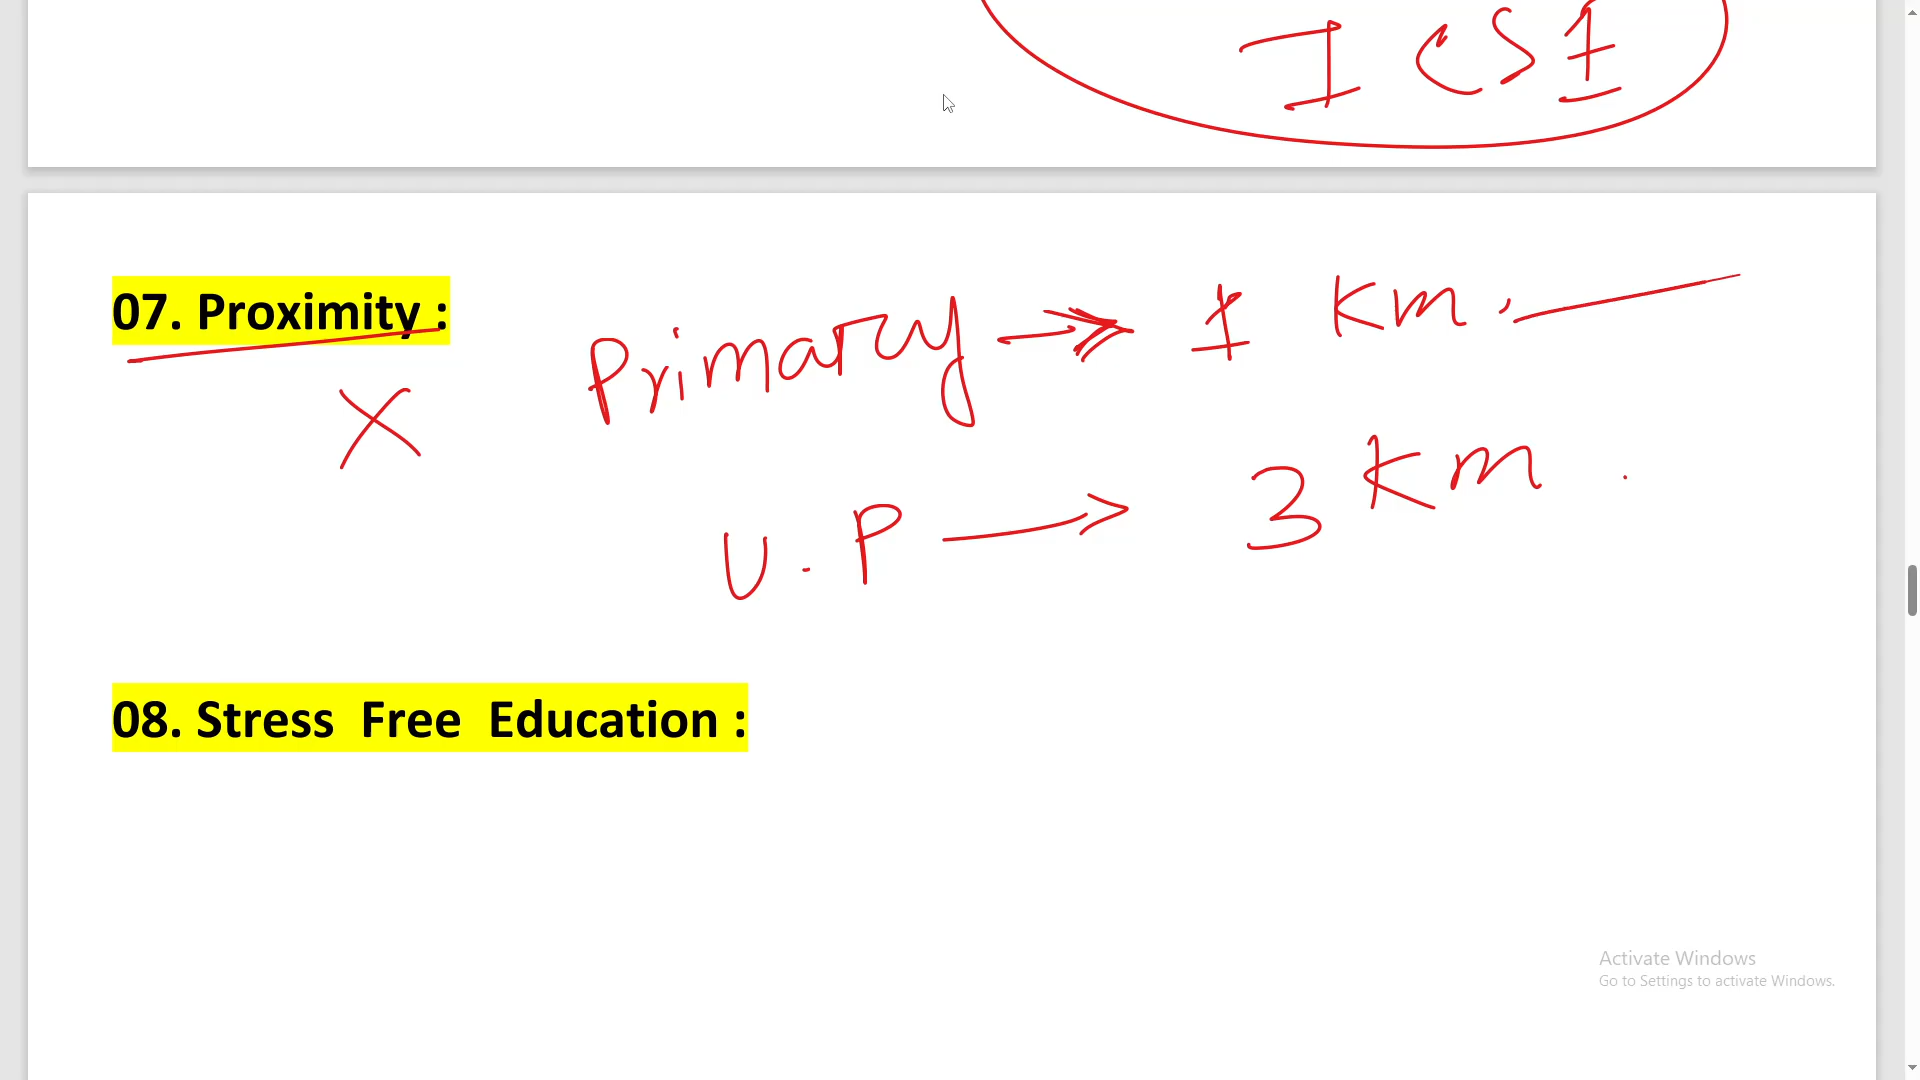 I CSI
07. Proximity :
Primary → 1 Km.
X
U.P → 3 Km .
08. Stress Free Education :
Activate Windows
Go to Settings to activate Windows.